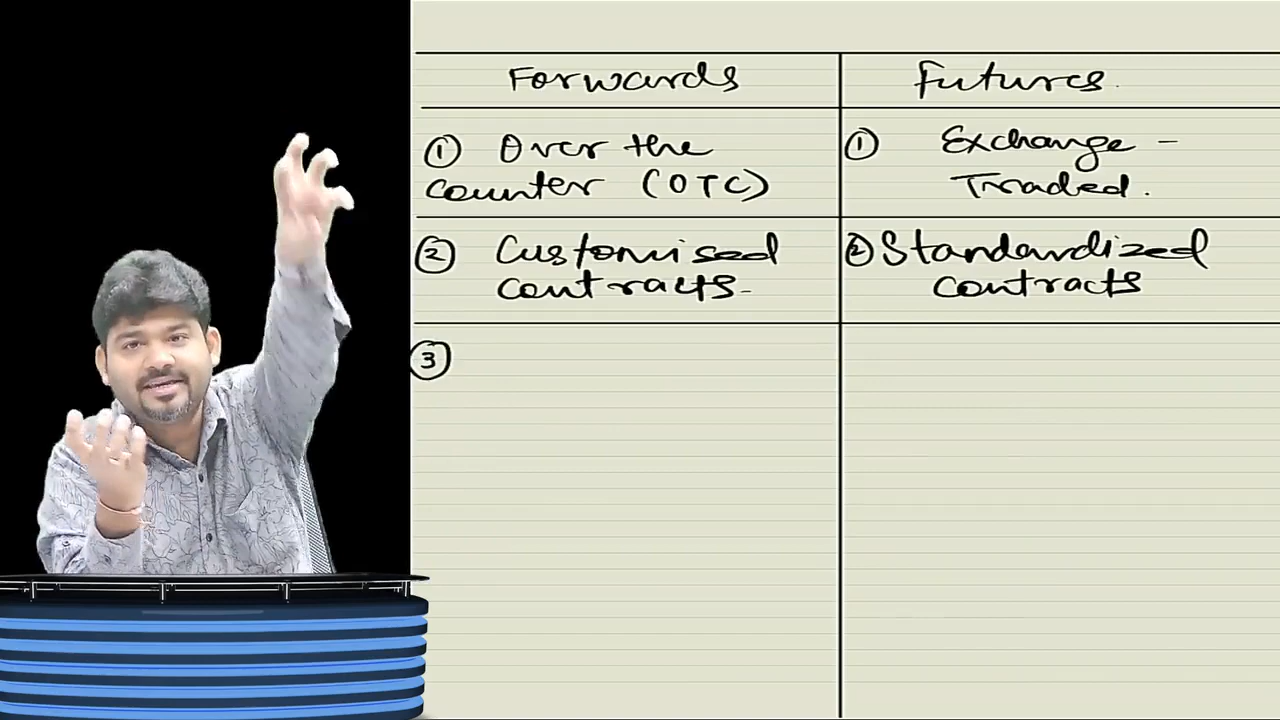 Forwards
Futures.
① Over the
counter (OTC)
① Exchange -
Traded.
② Customised
contracts.
② Standardized
contracts
③